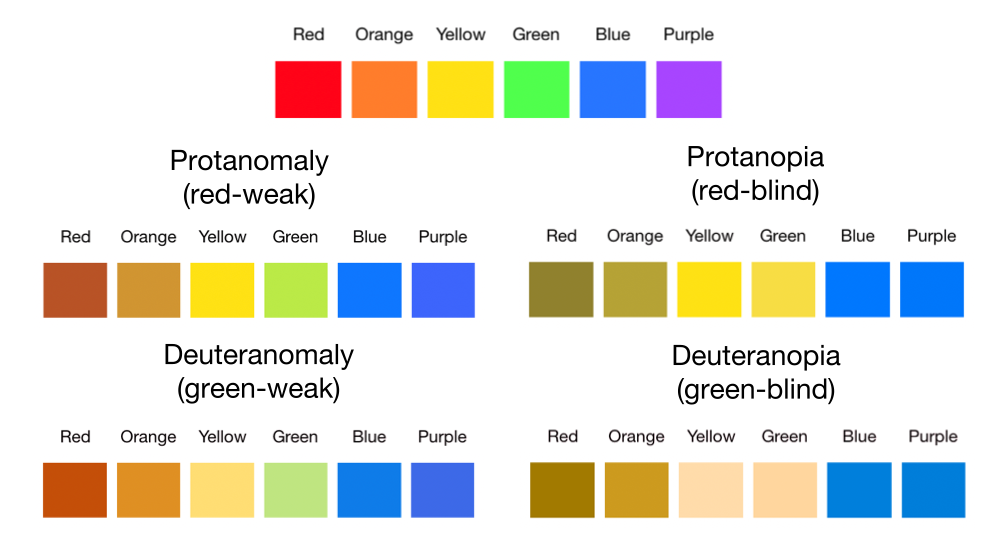 Red Orange Yellow Green Blue Purple
Protanomaly
(red-weak)
Red Orange Yellow Green Blue Purple
Protanopia
(red-blind)
Red Orange Yellow Green Blue Purple
Deuteranomaly
(green-weak)
Red Orange Yellow Green Blue Purple
Deuteranopia
(green-blind)
Red Orange Yellow Green Blue Purple